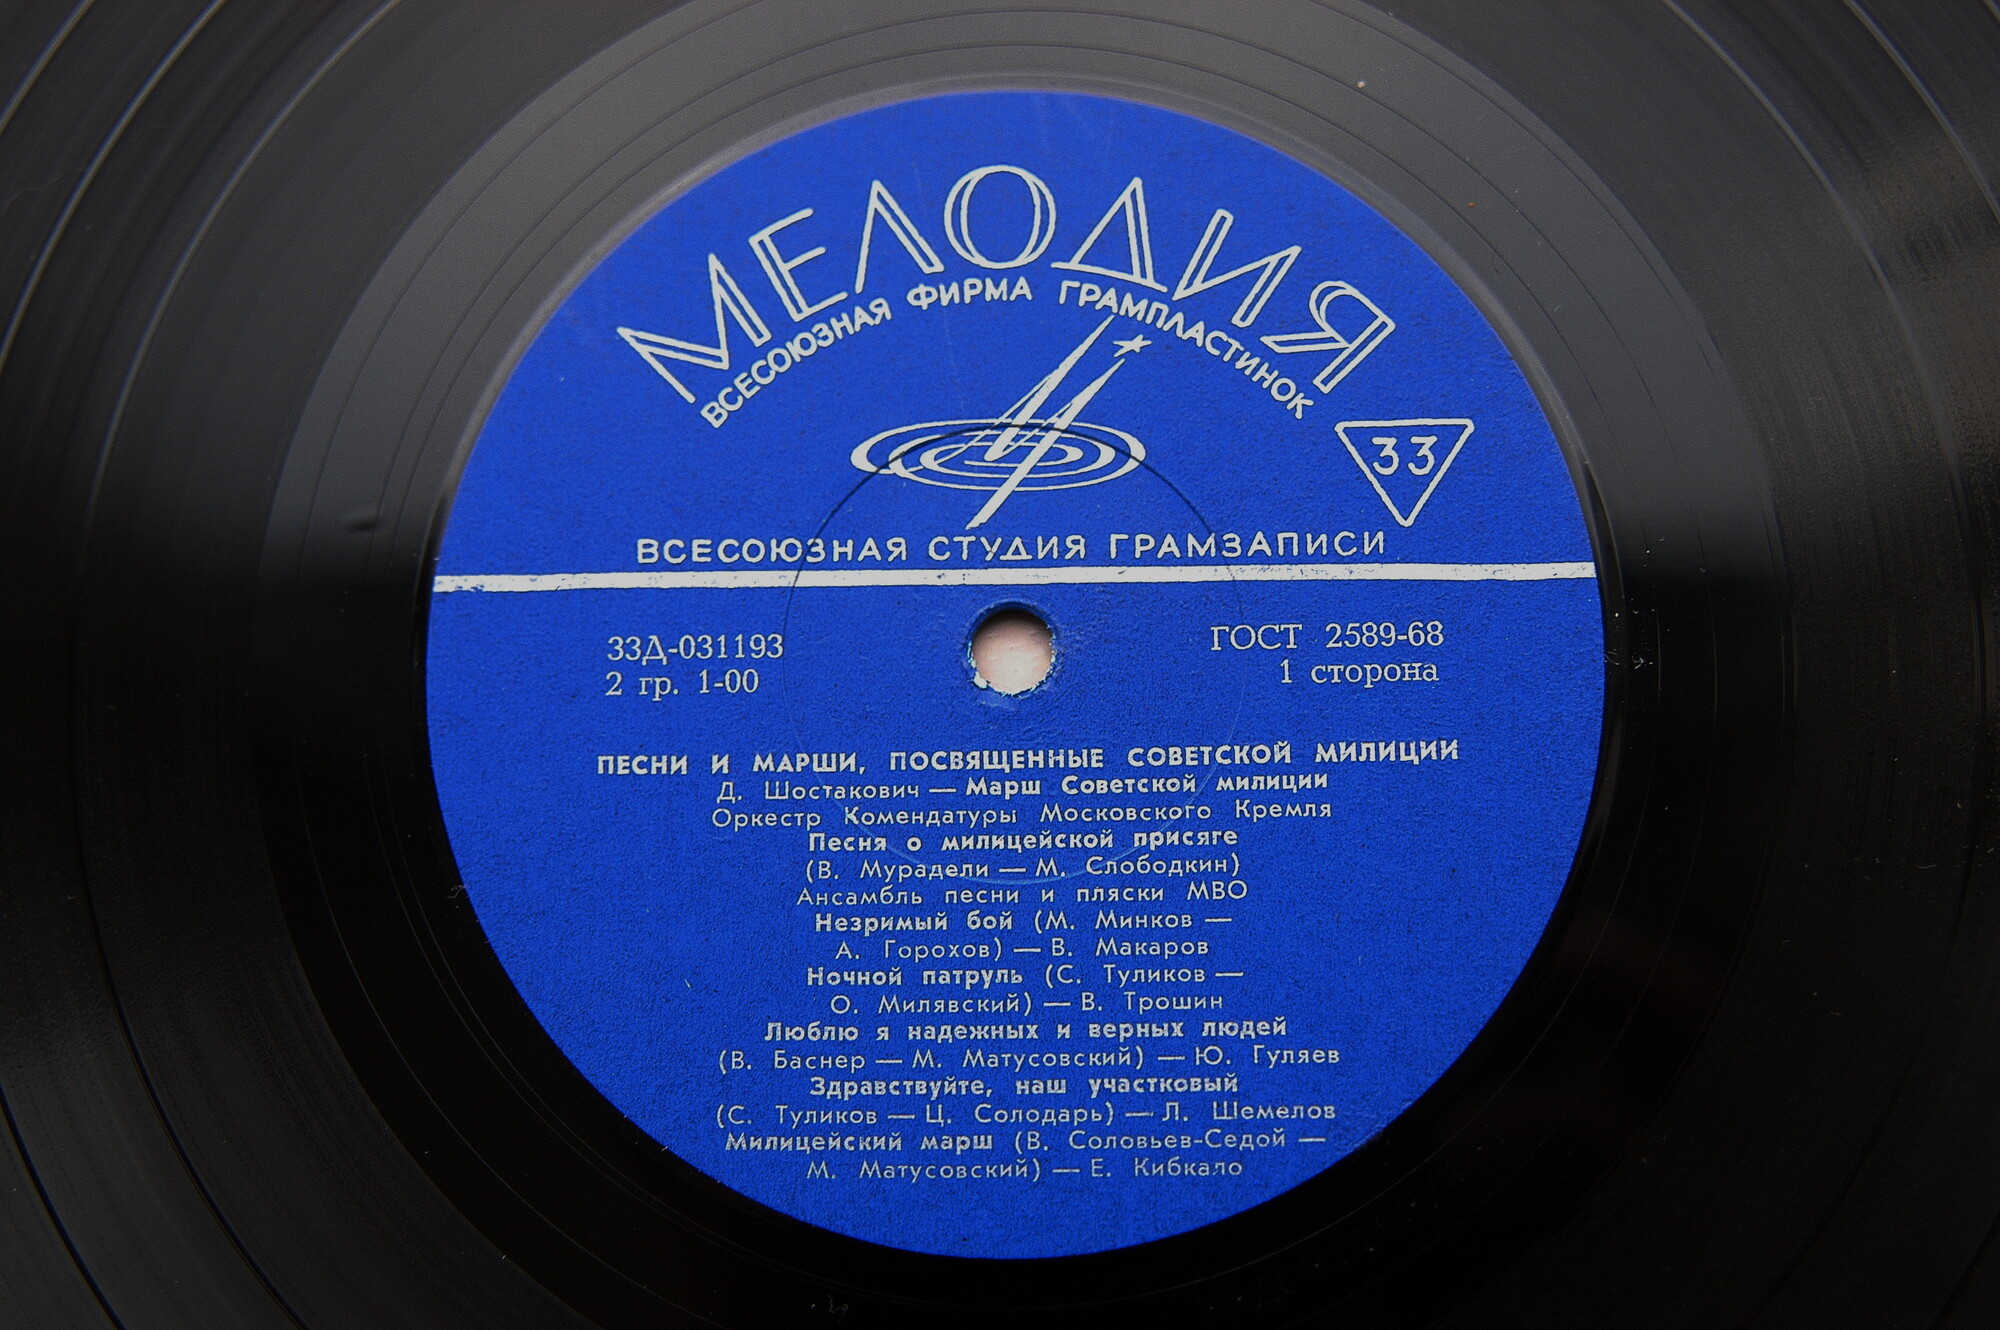 МЕЛОДИЯ
ВСЕСОЮЗНАЯ ФИРМА ГРАМПЛАСТИНОК
33
ВСЕСОЮЗНАЯ СТУДИЯ ГРАМЗАПИСИ
33Д-031193
2 гр. 1-00
ГОСТ 2589-68
1 сторона
ПЕСНИ И МАРШИ, ПОСВЯЩЕННЫЕ СОВЕТСКОЙ МИЛИЦИИ
Д. Шостакович — Марш Советской милиции
Оркестр Комендатуры Московского Кремля
Песня о милицейской присяге
(В. Мурадели — М. Слободкин)
Ансамбль песни и пляски МВО
Незримый бой (М. Минков —
А. Горохов) — В. Макаров
Ночной патруль (С. Туликов —
О. Милявский) — В. Трошин
Люблю я надежных и верных людей
(В. Баснер — М. Матусовский) — Ю. Гуляев
Здравствуйте, наш участковый
(С. Туликов — Ц. Солодарь) — Л. Шемелов
Милицейский марш (В. Соловьев-Седой —
М. Матусовский) — Е. Кибкало